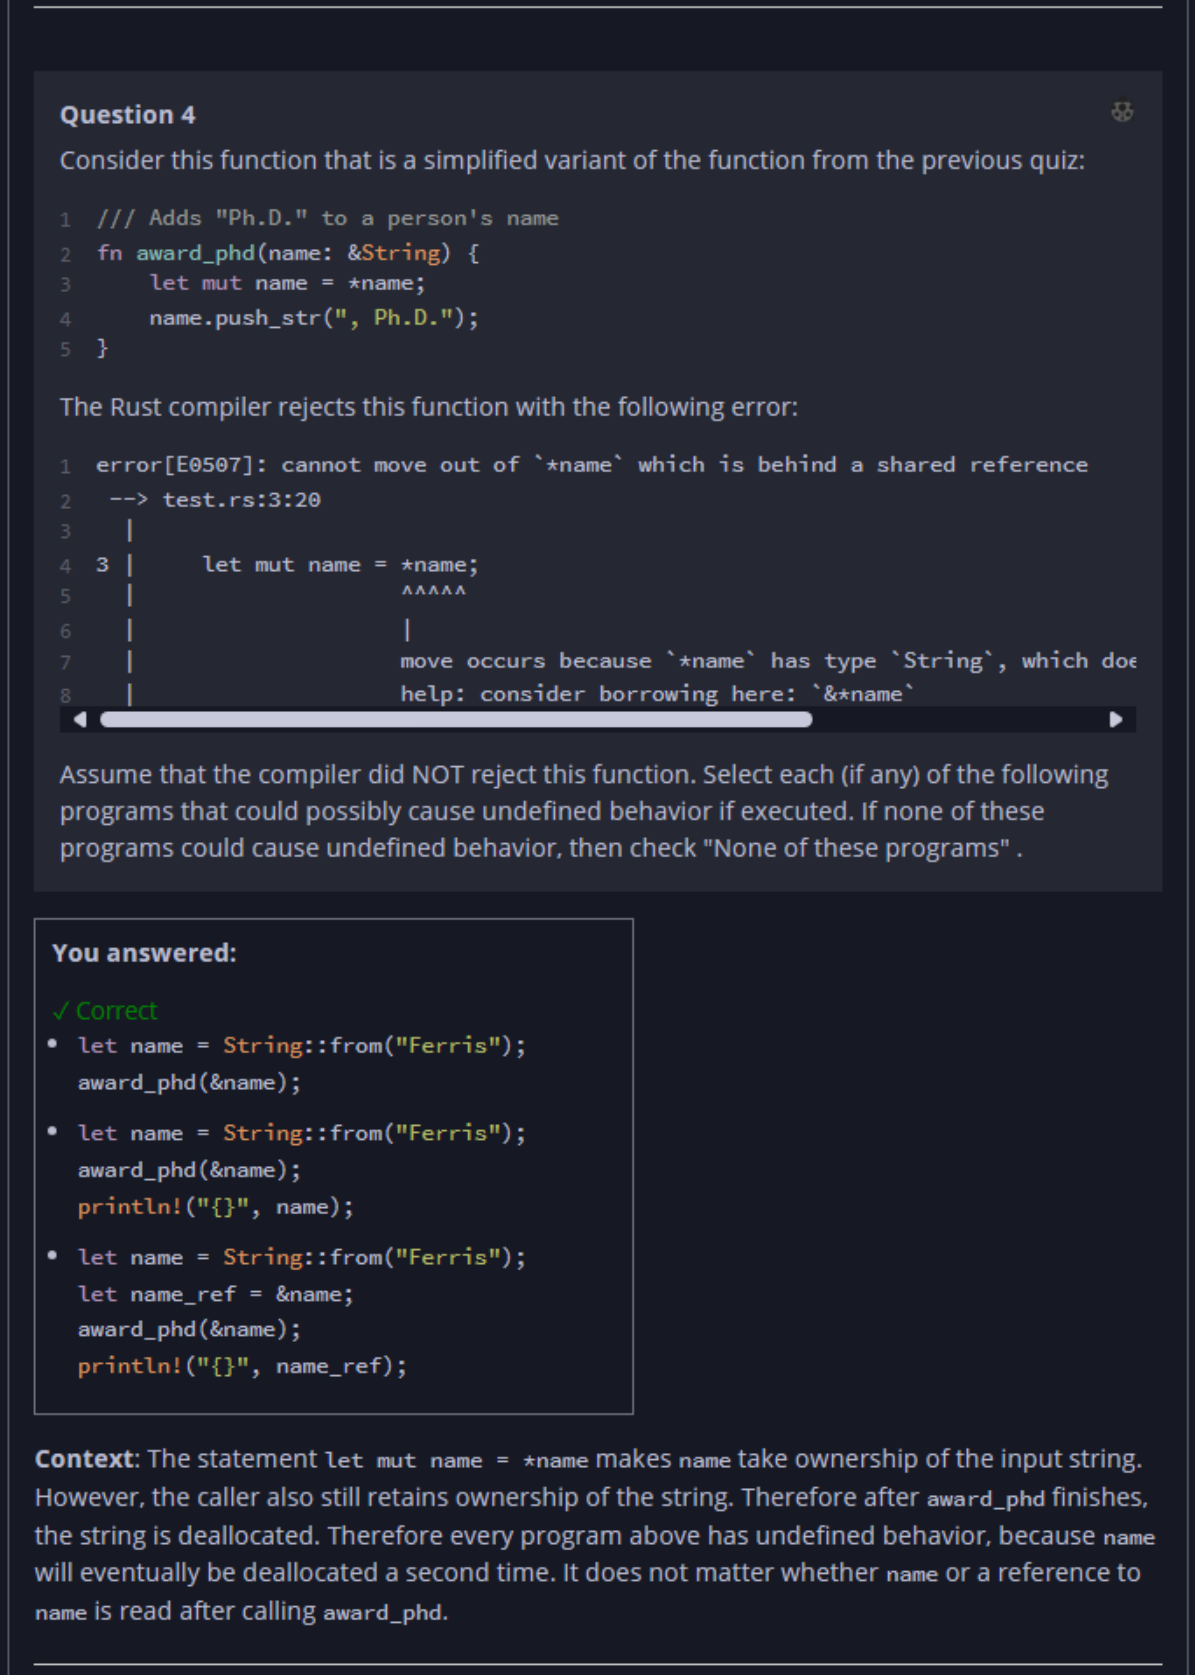 Question 4
Consider this function that is a simplified variant of the function from the previous quiz:
1 /// Adds "Ph.D." to a person's name
2 fn award_phd(name: &String) {
3     let mut name = *name;
4     name.push_str(", Ph.D.");
5 }
The Rust compiler rejects this function with the following error:
1 error[E0507]: cannot move out of `*name` which is behind a shared reference
2  --> test.rs:3:20
3   |
4 3 |     let mut name = *name;
5   |                    ^^^^^
6   |                    |
7   |                    move occurs because `*name` has type `String`, which doe
8   |                    help: consider borrowing here: `&*name`
Assume that the compiler did NOT reject this function. Select each (if any) of the following
programs that could possibly cause undefined behavior if executed. If none of these
programs could cause undefined behavior, then check "None of these programs" .
You answered:
✓ Correct
• let name = String::from("Ferris");
award_phd(&name);
• let name = String::from("Ferris");
award_phd(&name);
println!("{}", name);
• let name = String::from("Ferris");
let name_ref = &name;
award_phd(&name);
println!("{}", name_ref);
Context: The statement let mut name = *name makes name take ownership of the input string.
However, the caller also still retains ownership of the string. Therefore after award_phd finishes,
the string is deallocated. Therefore every program above has undefined behavior, because name
will eventually be deallocated a second time. It does not matter whether name or a reference to
name is read after calling award_phd.